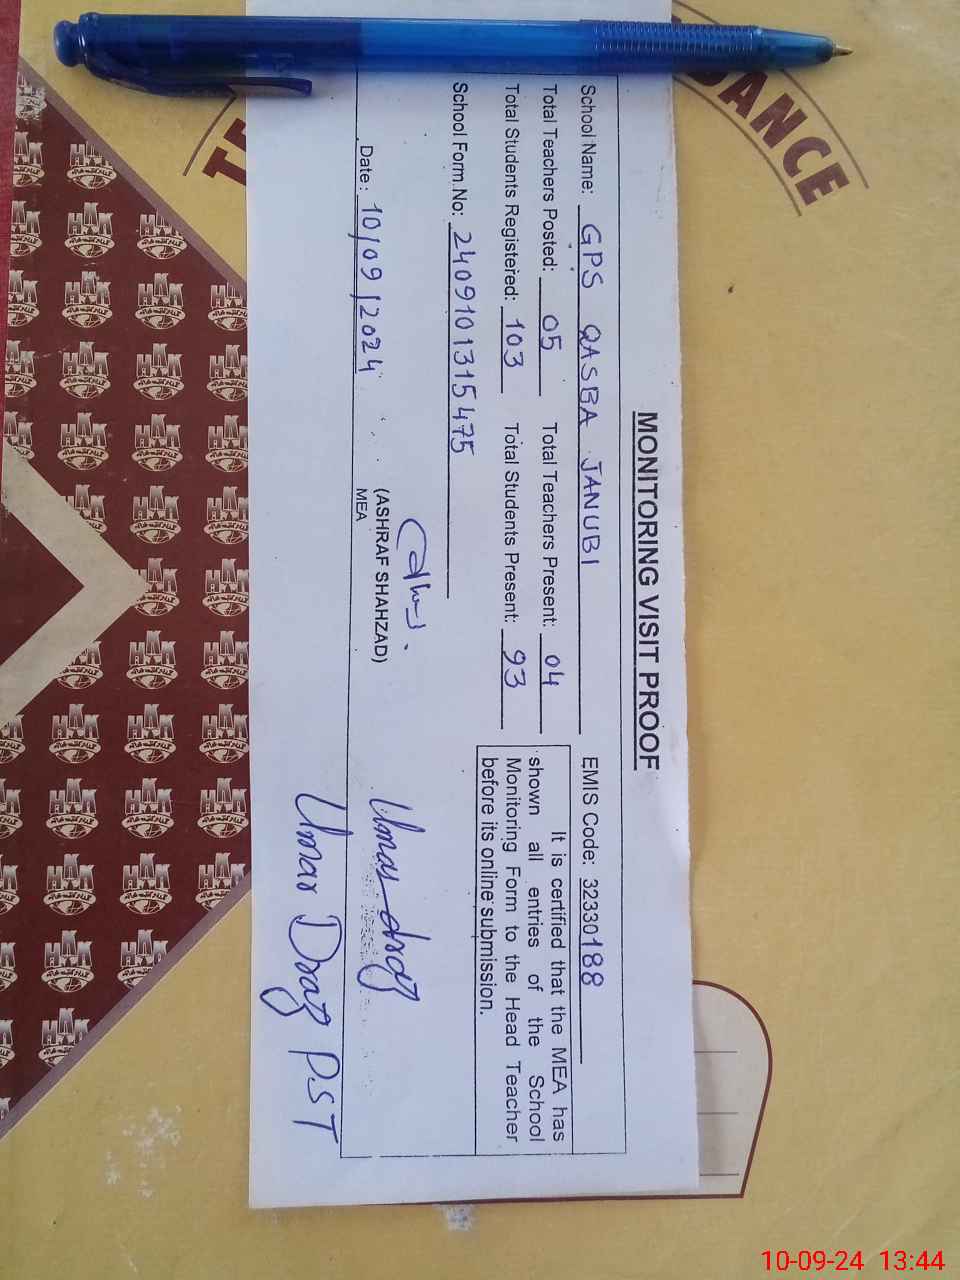 MONITORING VISIT PROOF
School Name: GPS QASBA JANUBI EMIS Code: 32330188
Total Teachers Posted: 05 Total Teachers Present: 04
Total Students Registered: 103 Total Students Present: 93
It is certified that the MEA has
shown all entries of the School
Monitoring Form to the Head Teacher
before its online submission.
School Form No: 2409101315475
(ASHRAF SHAHZAD)
Date: 10/09/2024 MEA
Umar Draz PST
DANCE
HAK
10-09-24 13:44